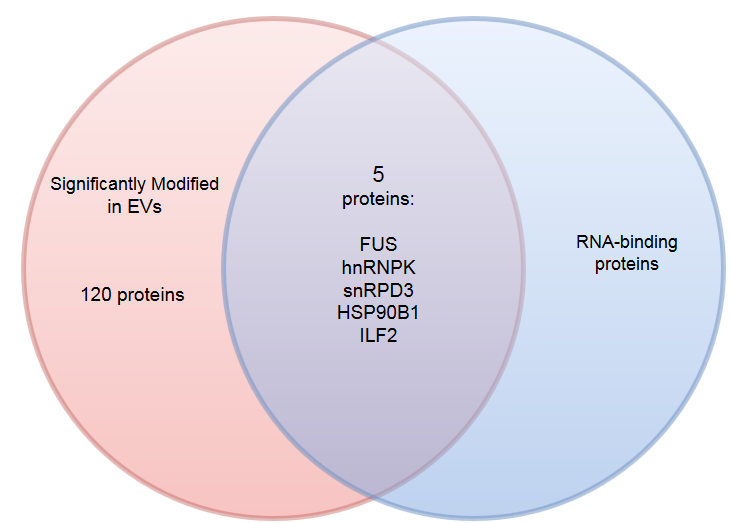 Significantly Modified
in EVs
120 proteins
5
proteins:
FUS
hnRNPK
snRPD3
HSP90B1
ILF2
RNA-binding
proteins